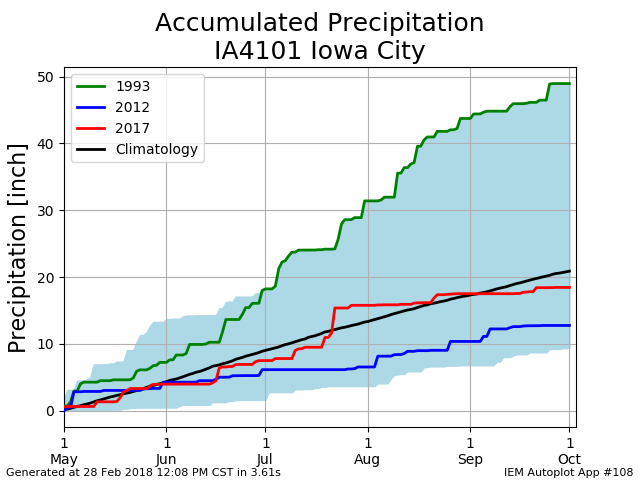 Accumulated Precipitation
IA4101 Iowa City
Precipitation [inch]
50
40
30
20
10
0
1993
2012
2017
Climatology
1 1 1 1 1 1
May Jun Jul Aug Sep Oct
Generated at 28 Feb 2018 12:08 PM CST in 3.61s
IEM Autoplot App #108